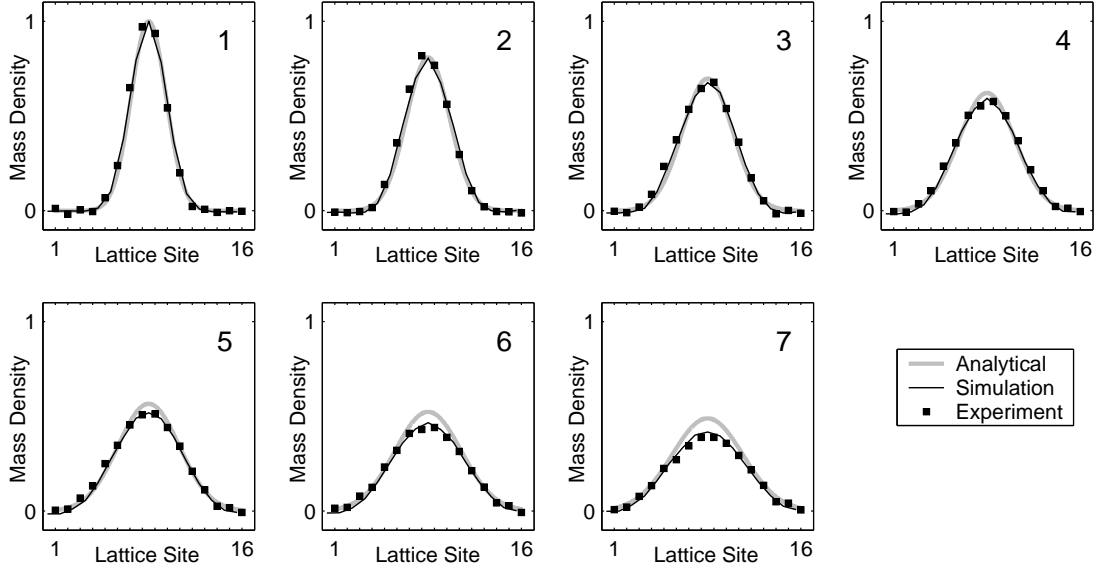 1
1
Mass Density
0
1 16
Lattice Site
1
2
Mass Density
0
1 16
Lattice Site
1
3
Mass Density
0
1 16
Lattice Site
1
4
Mass Density
0
1 16
Lattice Site
1
5
Mass Density
0
1 16
Lattice Site
1
6
Mass Density
0
1 16
Lattice Site
1
7
Mass Density
0
1 16
Lattice Site
Analytical
Simulation
Experiment